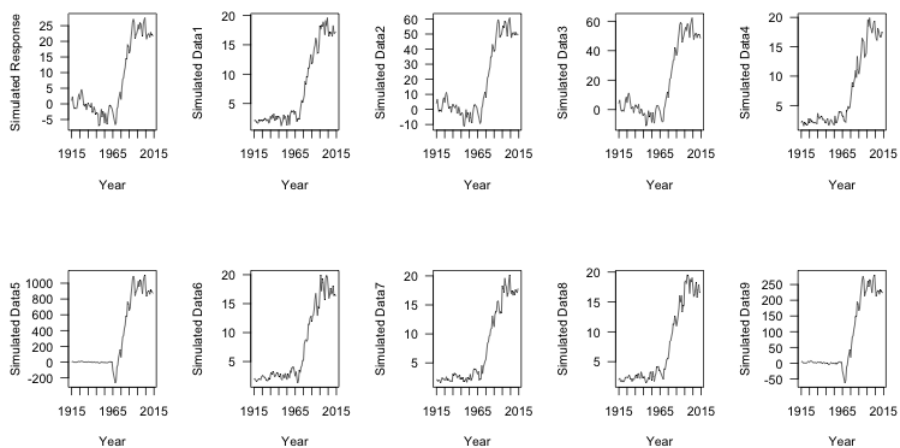 Simulated Response
25
20
15
10
5
0
-5
1915 1965 2015
Year
Simulated Data1
20
15
10
5
1915 1965 2015
Year
Simulated Data2
60
50
40
30
20
10
0
-10
1915 1965 2015
Year
Simulated Data3
60
40
20
0
1915 1965 2015
Year
Simulated Data4
20
15
10
5
1915 1965 2015
Year
Simulated Data5
1000
800
600
400
200
0
-200
1915 1965 2015
Year
Simulated Data6
20
15
10
5
1915 1965 2015
Year
Simulated Data7
20
15
10
5
1915 1965 2015
Year
Simulated Data8
20
15
10
5
1915 1965 2015
Year
Simulated Data9
250
200
150
100
50
0
-50
1915 1965 2015
Year